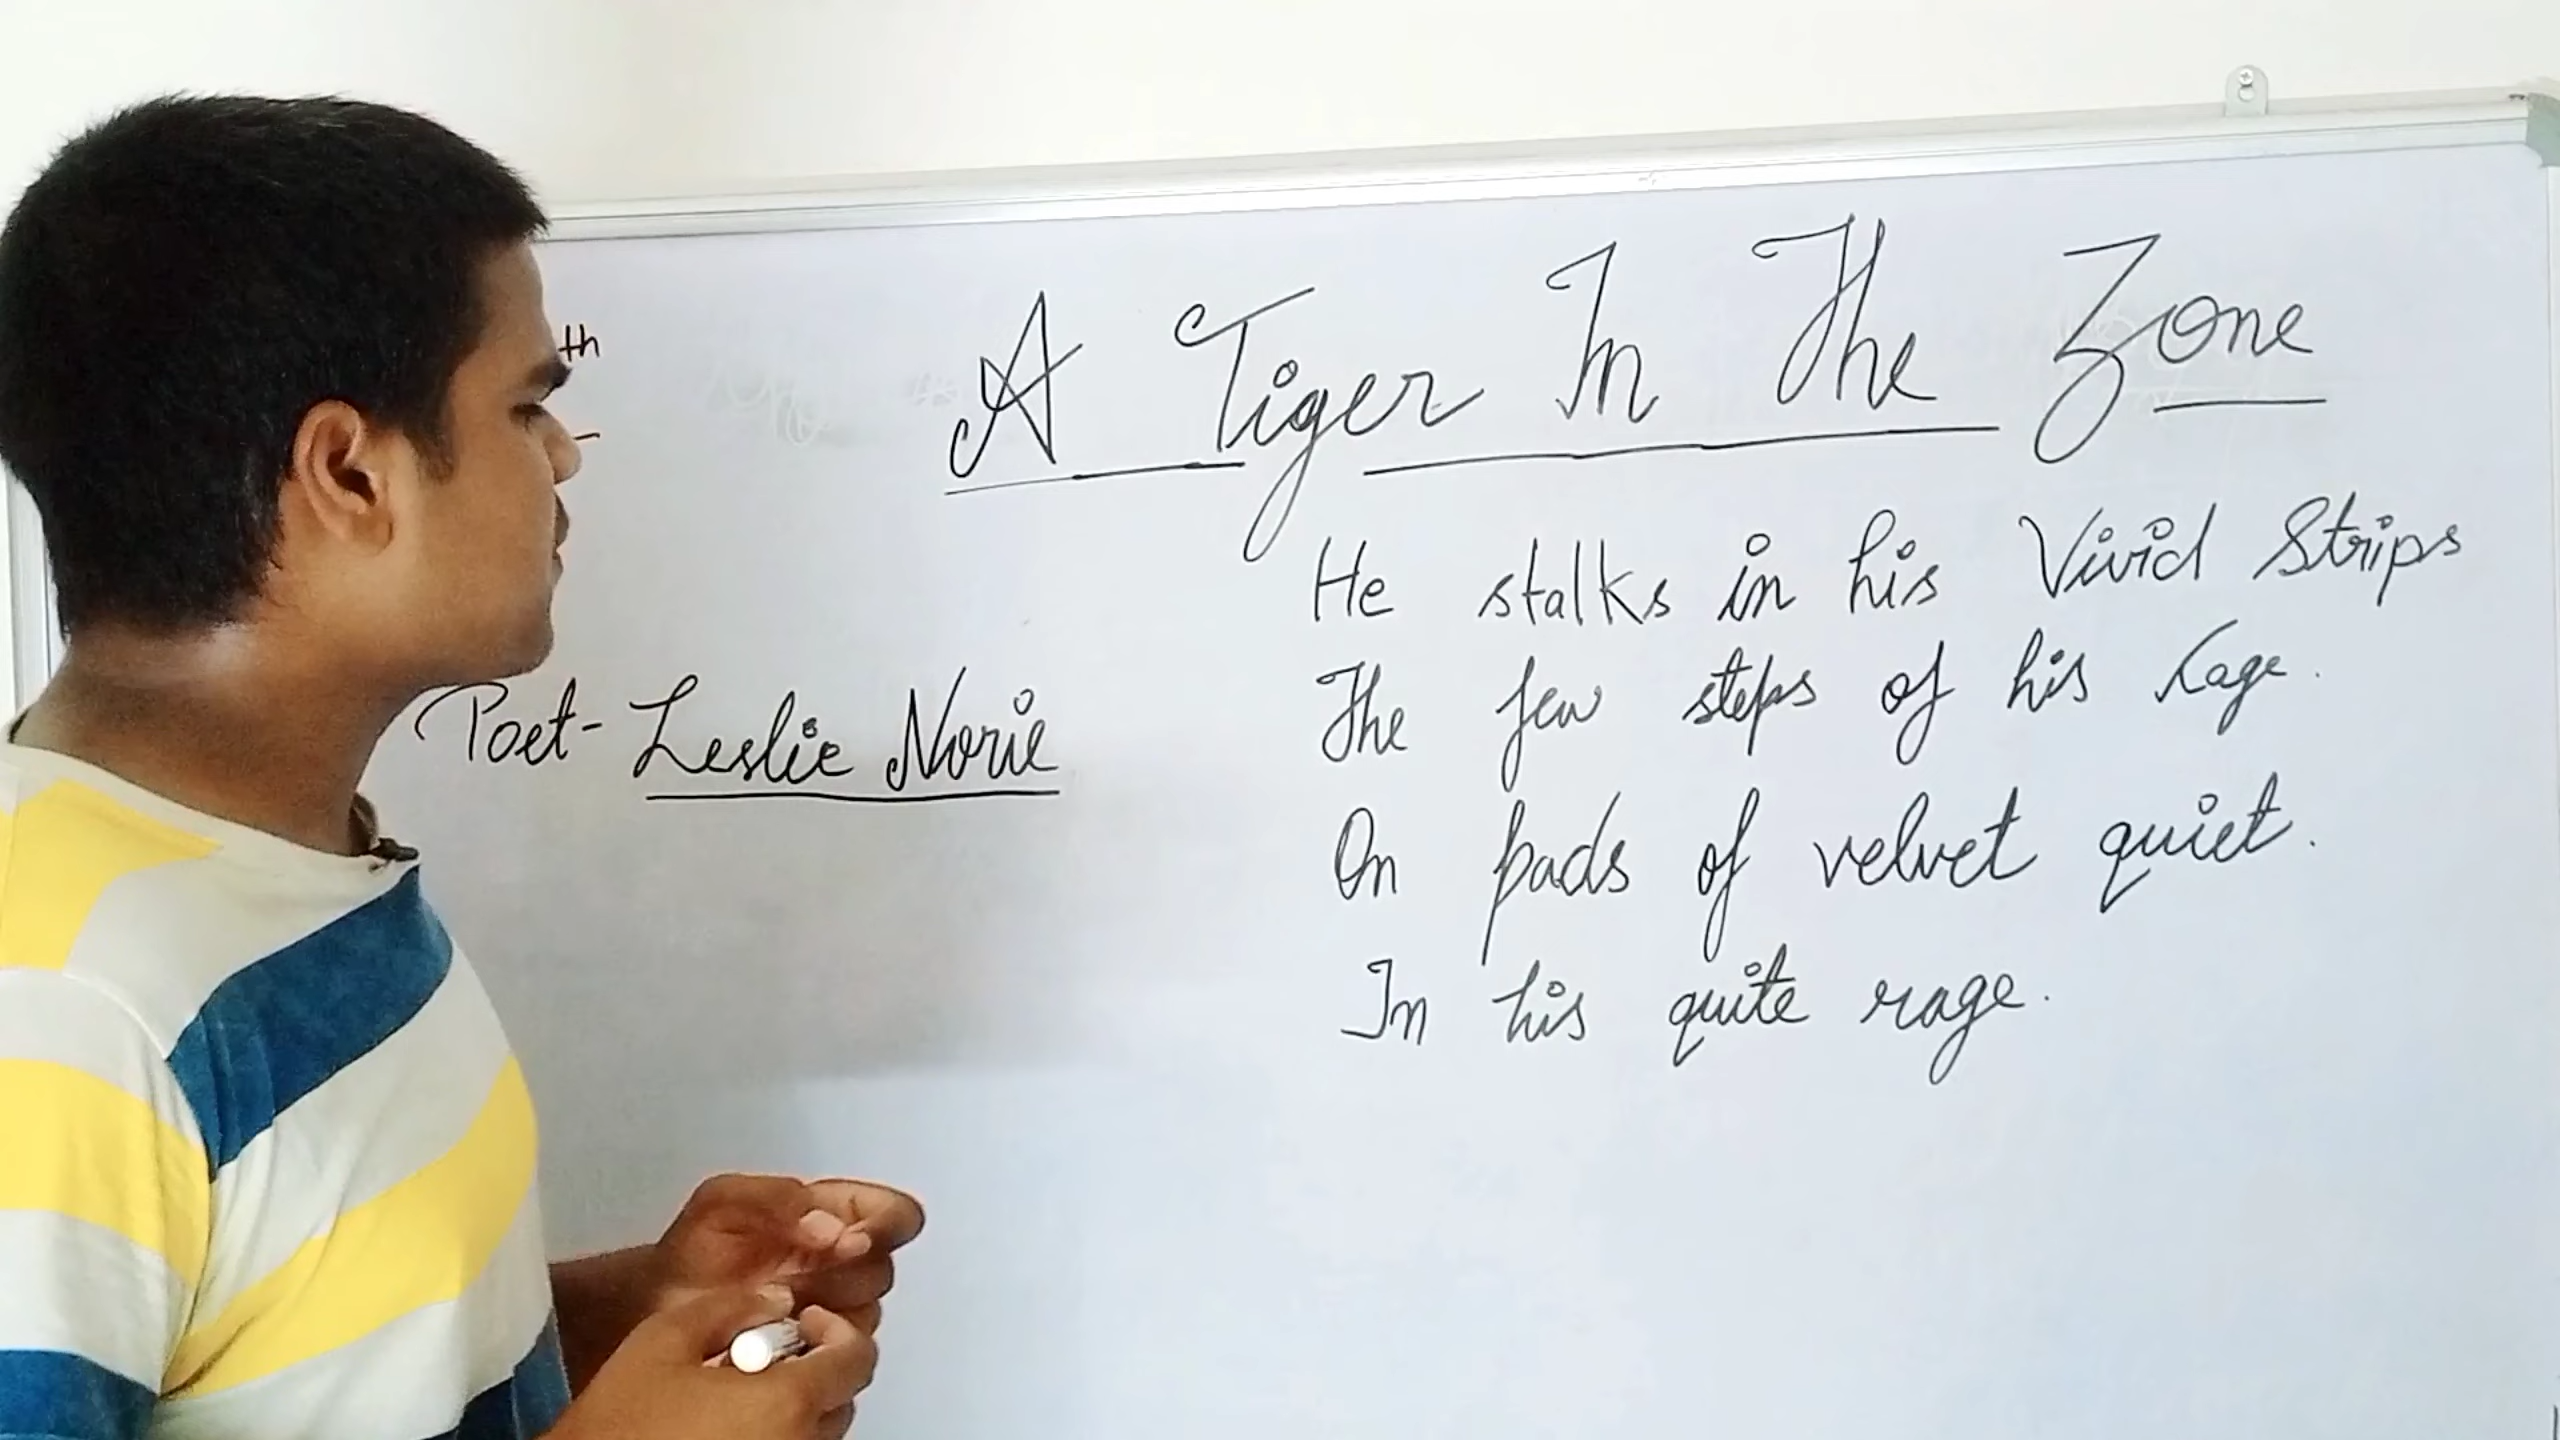 A Tiger In The Zone
th
He stalks in his Vivid Strips
The few steps of his cage.
Poet- Leslie Norie
On pads of velvet quiet.
In his quite rage.